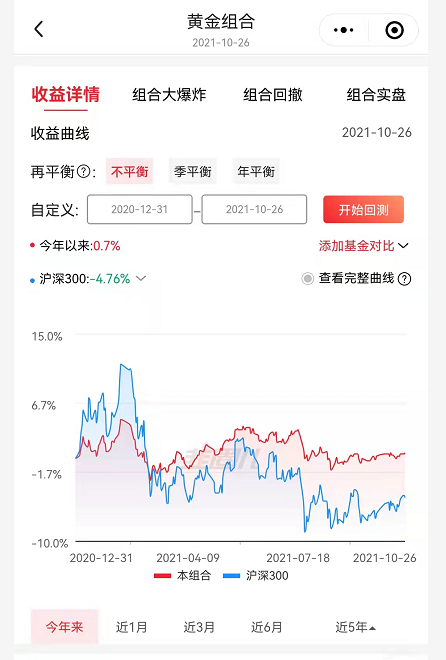 黄金组合
2021-10-26
收益详情 组合大爆炸 组合回撤 组合实盘
收益曲线 2021-10-26
再平衡?: 不平衡 季平衡 年平衡
自定义: 2020-12-31 - 2021-10-26 开始回测
今年以来:0.7% 添加基金对比
沪深300:-4.76% 查看完整曲线?
15.0%
6.7%
-1.7%
-10.0%
2020-12-31 2021-04-09 2021-07-18 2021-10-26
本组合 沪深300
今年来 近1月 近3月 近6月 近5年